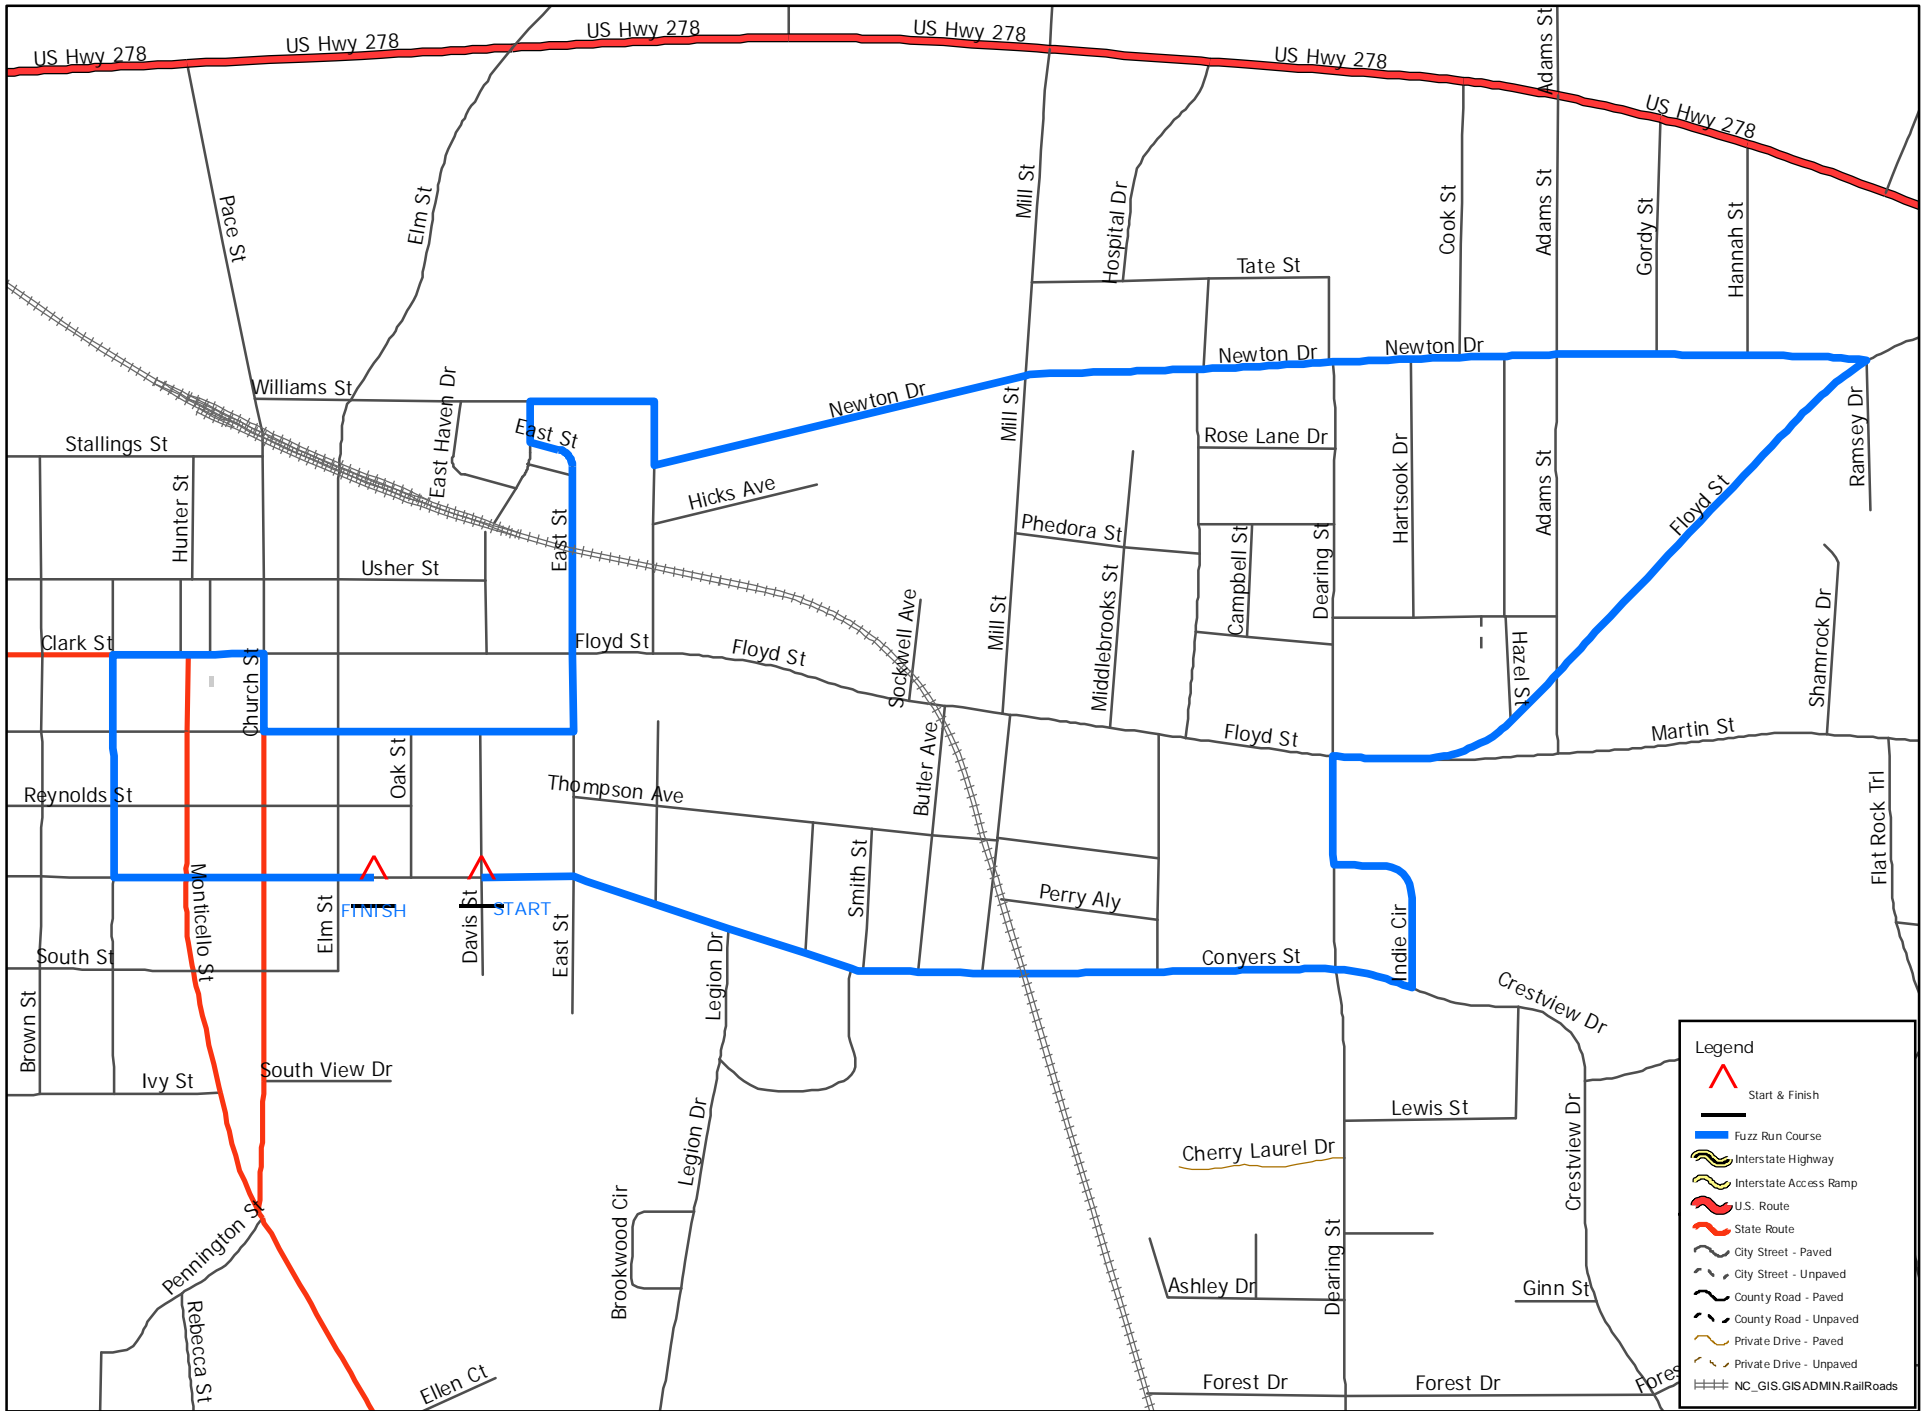 US Hwy 278
US Hwy 278
US Hwy 278
US Hwy 278
US Hwy 278
US Hwy 278
Adams St
Pace St
Elm St
Mill St
Hospital Dr
Cook St
Adams St
Gordy St
Hannah St
Tate St
Williams St
East Haven Dr
East St
Newton Dr
Newton Dr
Newton Dr
Mill St
Ramsey Dr
Stallings St
Hunter St
Rose Lane Dr
Hartsook Dr
Adams St
Floyd St
Hicks Ave
East St
Phedora St
Campbell St
Dearing St
Usher St
Sockwell Ave
Mill St
Middlebrooks St
Shamrock Dr
Clark St
Church St
Floyd St
Floyd St
Hazel St
Floyd St
Martin St
Reynolds St
Oak St
Thompson Ave
Butler Ave
Flat Rock Trl
Monticello St
Smith St
Perry Aly
Elm St
FINISH
Davis St
START
East St
Legion Dr
Conyers St
Indie Cir
South St
Crestview Dr
Brown St
Ivy St
South View Dr
Legion Dr
Lewis St
Cherry Laurel Dr
Crestview Dr
Pennington St
Brookwood Cir
Dearing St
Ashley Dr
Ginn St
Rebecca St
Ellen Ct
Forest Dr
Forest Dr
Fores
Legend
Start & Finish
Fuzz Run Course
Interstate Highway
Interstate Access Ramp
U.S. Route
State Route
City Street - Paved
City Street - Unpaved
County Road - Paved
County Road - Unpaved
Private Drive - Paved
Private Drive - Unpaved
NC_GIS.GISADMIN.RailRoads